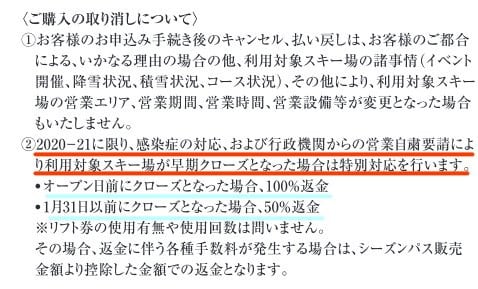 〈ご購入の取り消しについて〉
①お客様のお申込み手続き後のキャンセル、払い戻しは、お客様のご都合
による、いかなる理由の場合の他、利用対象スキー場の諸事情（イベント
開催、降雪状況、積雪状況、コース状況）、その他により、利用対象スキー
場の営業エリア、営業期間、営業時間、営業設備等が変更となった場合
もいたしません。
②2020-21に限り、感染症の対応、および行政機関からの営業自粛要請によ
り利用対象スキー場が早期クローズとなった場合は特別対応を行います。
•オープン日前にクローズとなった場合、100%返金
•1月31日以前にクローズとなった場合、50%返金
※リフト券の使用有無や使用回数は問いません。
その場合、返金に伴う各種手数料が発生する場合は、シーズンパス販売
金額より控除した金額での返金となります。